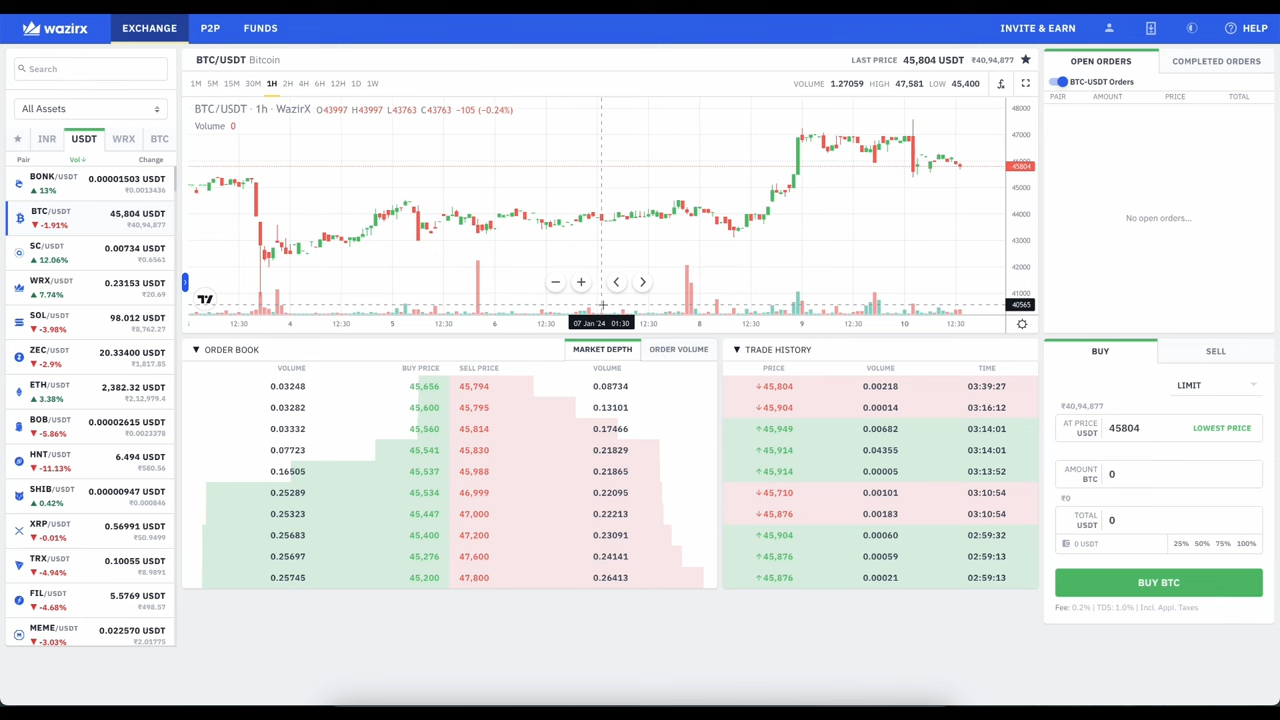 wazirx EXCHANGE P2P FUNDS INVITE & EARN HELP
Search
All Assets
INR USDT WRX BTC
Pair Vol Change
BONK/USDT 0.00001503 USDT
13% ₹0.0013436
BTC/USDT 45,804 USDT
-1.91% ₹40,94,877
SC/USDT 0.00734 USDT
12.06% ₹0.6561
WRX/USDT 0.23153 USDT
7.74% ₹20.69
SOL/USDT 98.012 USDT
-3.98% ₹8,762.27
ZEC/USDT 20.33400 USDT
-2.9% ₹1,817.85
ETH/USDT 2,382.32 USDT
3.38% ₹2,12,979.4
BOB/USDT 0.00002615 USDT
-5.86% ₹0.0023378
HNT/USDT 6.494 USDT
-11.13% ₹580.56
SHIB/USDT 0.00000947 USDT
0.42% ₹0.000846
XRP/USDT 0.56991 USDT
-0.01% ₹50.9499
TRX/USDT 0.10055 USDT
-4.94% ₹8.9891
FIL/USDT 5.5769 USDT
-4.68% ₹498.57
MEME/USDT 0.022570 USDT
-3.03% ₹2.01775
BTC/USDT Bitcoin LAST PRICE 45,804 USDT ₹40,94,877
1M 5M 15M 30M 1H 2H 4H 6H 12H 1D 1W VOLUME 1.27059 HIGH 47,581 LOW 45,400
BTC/USDT · 1h · WazirX O43997 H43997 L43763 C43763 -105 (-0.24%)
Volume 0
48000
47000
45804
45000
44000
43000
42000
41000
40565
12:30 4 12:30 5 12:30 6 12:30 07 Jan '24 01:30 12:30 8 12:30 9 12:30 10 12:30
ORDER BOOK MARKET DEPTH ORDER VOLUME
VOLUME BUY PRICE SELL PRICE VOLUME
0.03248 45,656 45,794 0.08734
0.03282 45,600 45,795 0.13101
0.03332 45,560 45,814 0.17466
0.07723 45,541 45,830 0.21829
0.16505 45,537 45,988 0.21865
0.25289 45,534 46,999 0.22095
0.25323 45,447 47,000 0.22213
0.25683 45,400 47,200 0.23091
0.25697 45,276 47,600 0.24141
0.25745 45,200 47,800 0.26413
TRADE HISTORY
PRICE VOLUME TIME
↓45,804 0.00218 03:39:27
↓45,904 0.00014 03:16:12
↑45,949 0.00682 03:14:01
↑45,914 0.04355 03:14:01
↑45,914 0.00005 03:13:52
↓45,710 0.00101 03:10:54
↓45,876 0.00183 03:10:54
↑45,904 0.00060 02:59:32
↑45,876 0.00059 02:59:13
↑45,876 0.00021 02:59:13
OPEN ORDERS COMPLETED ORDERS
BTC-USDT Orders
PAIR AMOUNT PRICE TOTAL
No open orders...
BUY SELL
LIMIT
₹40,94,877
AT PRICE USDT 45804 LOWEST PRICE
AMOUNT BTC 0
₹0
TOTAL USDT 0
0 USDT 25% 50% 75% 100%
BUY BTC
Fee: 0.2% | TDS: 1.0% | Incl. Appl. Taxes